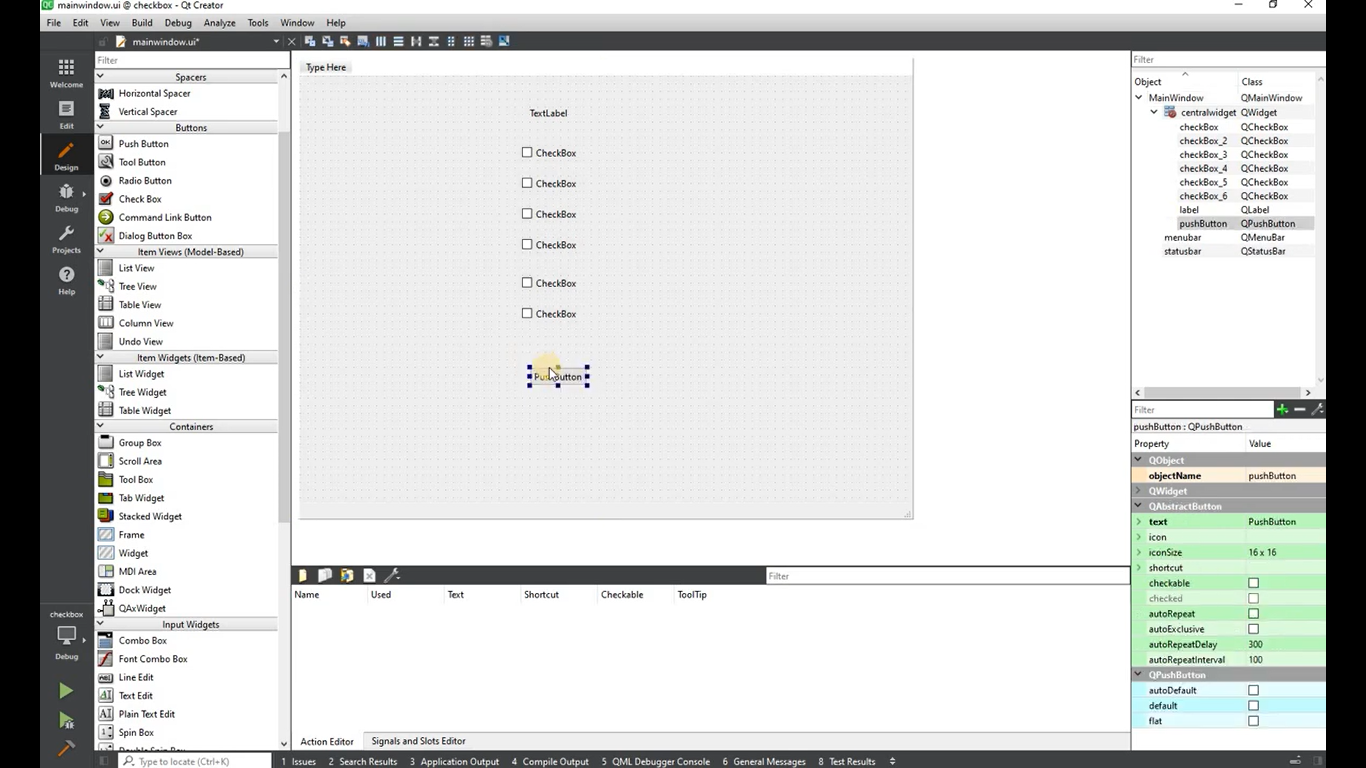 mainwindow.ui @ checkbox - Qt Creator
File Edit View Build Debug Analyze Tools Window Help
mainwindow.ui*
Welcome
Edit
Design
Debug
Projects
Help
checkbox
Debug
Filter
Spacers
Horizontal Spacer
Vertical Spacer
Buttons
Push Button
Tool Button
Radio Button
Check Box
Command Link Button
Dialog Button Box
Item Views (Model-Based)
List View
Tree View
Table View
Column View
Undo View
Item Widgets (Item-Based)
List Widget
Tree Widget
Table Widget
Containers
Group Box
Scroll Area
Tool Box
Tab Widget
Stacked Widget
Frame
Widget
MDI Area
Dock Widget
QAxWidget
Input Widgets
Combo Box
Font Combo Box
Line Edit
Text Edit
Plain Text Edit
Spin Box
Type Here
TextLabel
CheckBox
CheckBox
CheckBox
CheckBox
CheckBox
CheckBox
PushButton
Filter
Name Used Text Shortcut Checkable ToolTip
Action Editor Signals and Slots Editor
Filter
Object Class
MainWindow QMainWindow
centralwidget QWidget
checkBox QCheckBox
checkBox_2 QCheckBox
checkBox_3 QCheckBox
checkBox_4 QCheckBox
checkBox_5 QCheckBox
checkBox_6 QCheckBox
label QLabel
pushButton QPushButton
menubar QMenuBar
statusbar QStatusBar
Filter
pushButton : QPushButton
Property Value
QObject
objectName pushButton
QWidget
QAbstractButton
text PushButton
icon
iconSize 16 x 16
shortcut
checkable
checked
autoRepeat
autoExclusive
autoRepeatDelay 300
autoRepeatInterval 100
QPushButton
autoDefault
default
flat
Type to locate (Ctrl+K) 1 Issues 2 Search Results 3 Application Output 4 Compile Output 5 QML Debugger Console 6 General Messages 8 Test Results